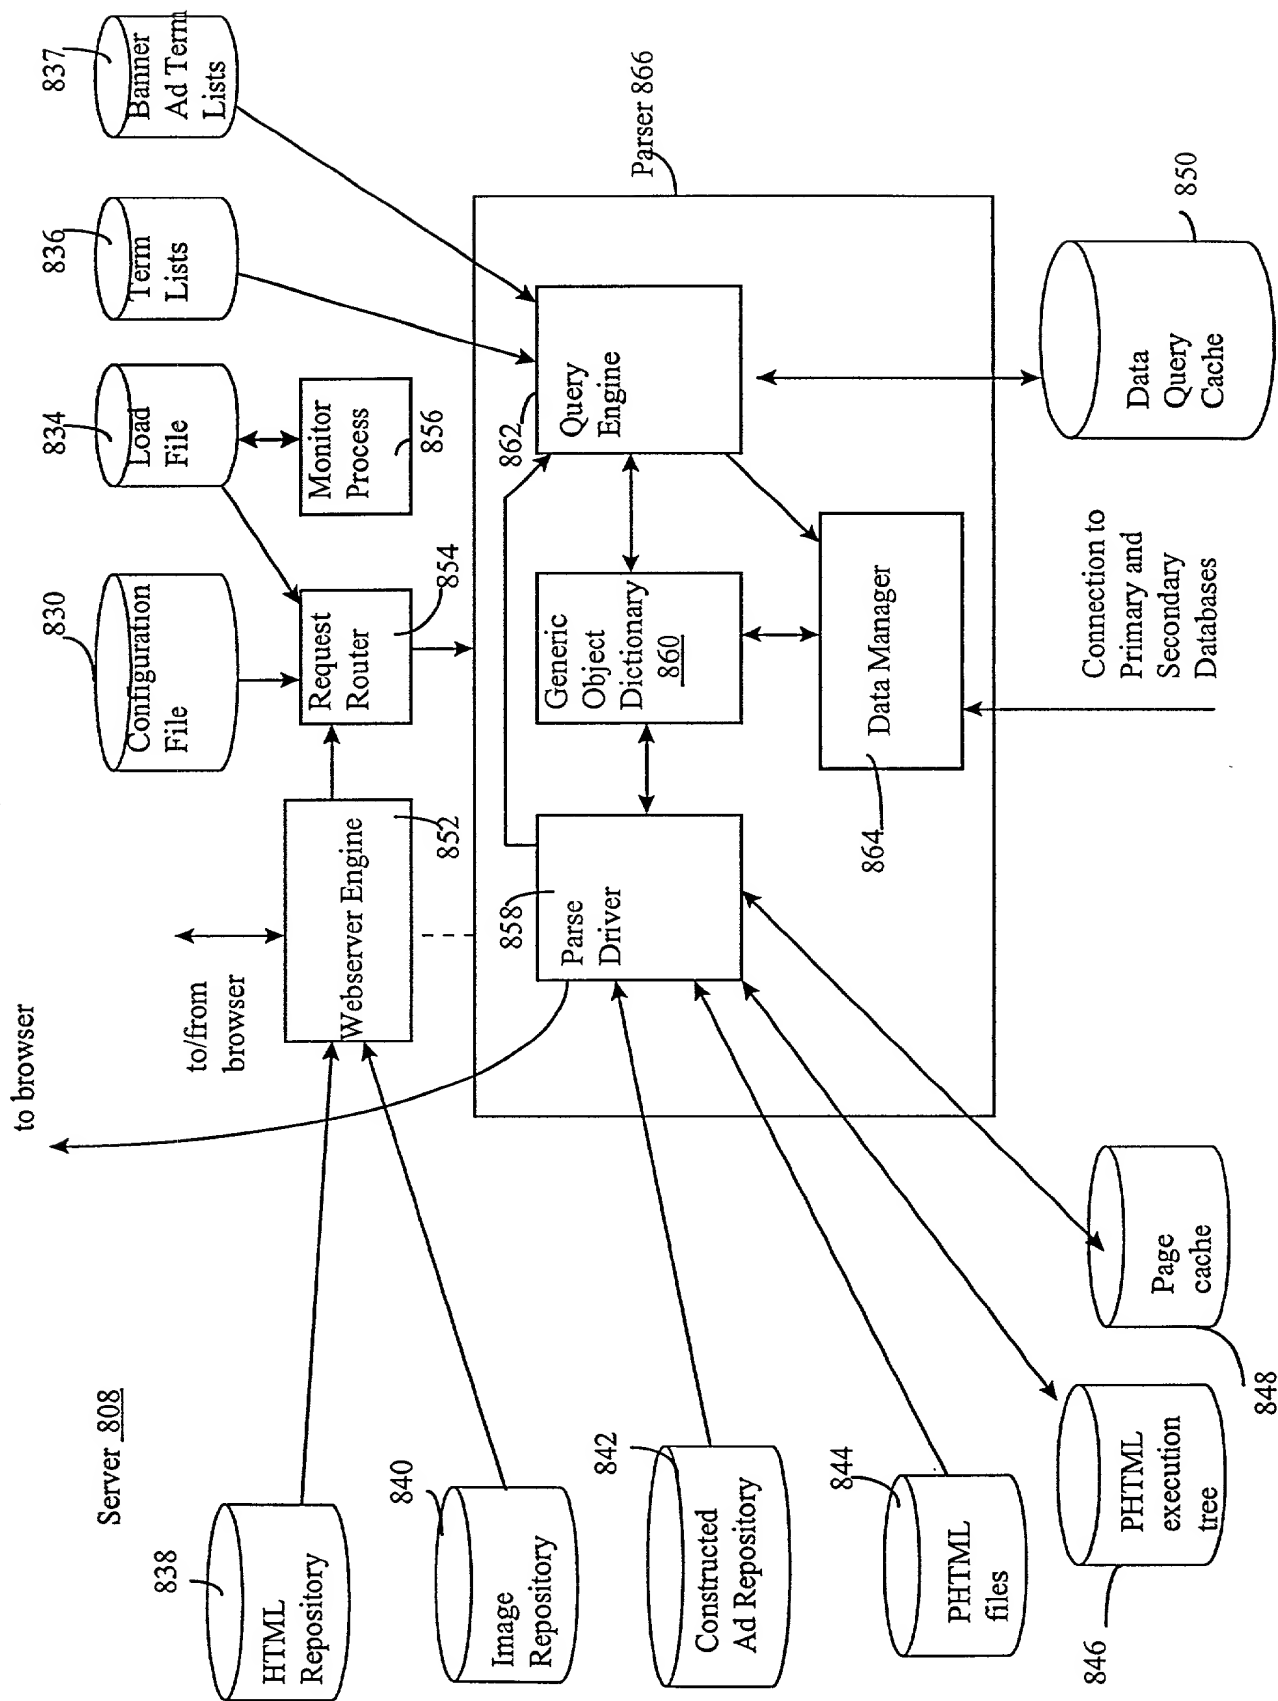 Server 808
to browser
to/from
browser
838
HTML
Repository
840
Image
Repository
842
Constructed
Ad Repository
844
PHTML
files
846
PHTML
execution
tree
848
Page
cache
Webserver Engine
852
830
Configuration
File
834
Load
File
836
Term
Lists
837
Banner
Ad Term
Lists
Request
Router
854
Monitor
Process
856
Parser 866
858
Parse
Driver
Generic
Object
Dictionary
860
862
Query
Engine
864
Data Manager
Connection to
Primary and
Secondary
Databases
850
Data
Query
Cache